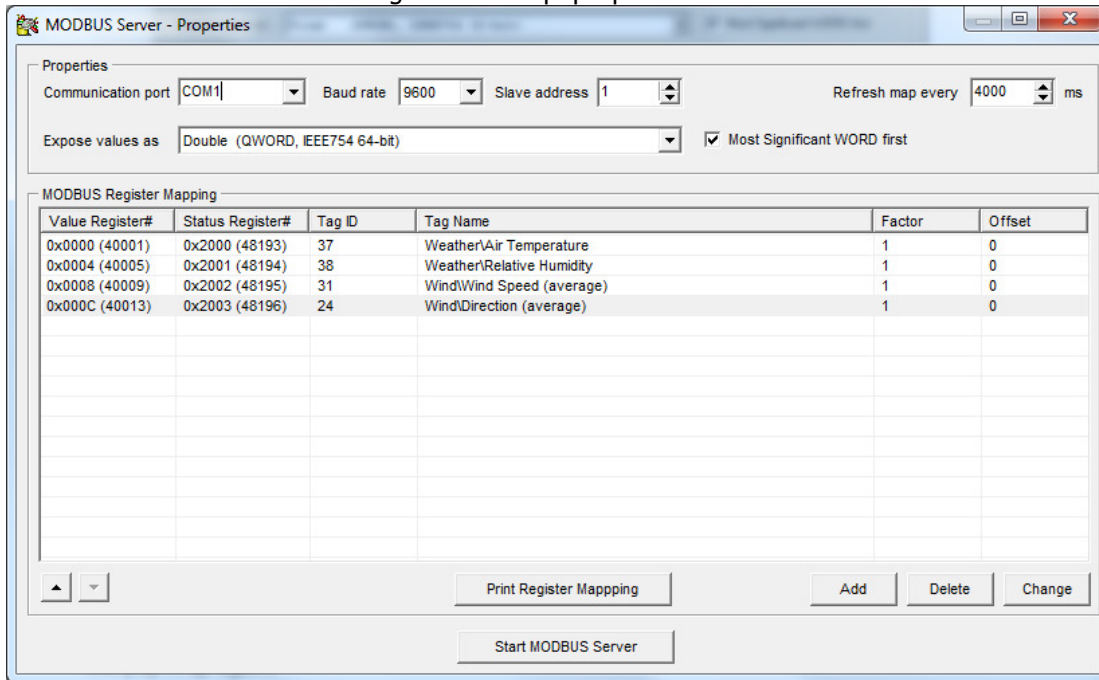 MODBUS Server - Properties
Properties
Communication port COM1 Baud rate 9600 Slave address 1 Refresh map every 4000 ms
Expose values as Double (QWORD, IEEE754 64-bit) Most Significant WORD first
MODBUS Register Mapping
Value Register# Status Register# Tag ID Tag Name Factor Offset
0x0000 (40001) 0x2000 (48193) 37 Weather\Air Temperature 1 0
0x0004 (40005) 0x2001 (48194) 38 Weather\Relative Humidity 1 0
0x0008 (40009) 0x2002 (48195) 31 Wind\Wind Speed (average) 1 0
0x000C (40013) 0x2003 (48196) 24 Wind\Direction (average) 1 0
Print Register Mappping Add Delete Change
Start MODBUS Server